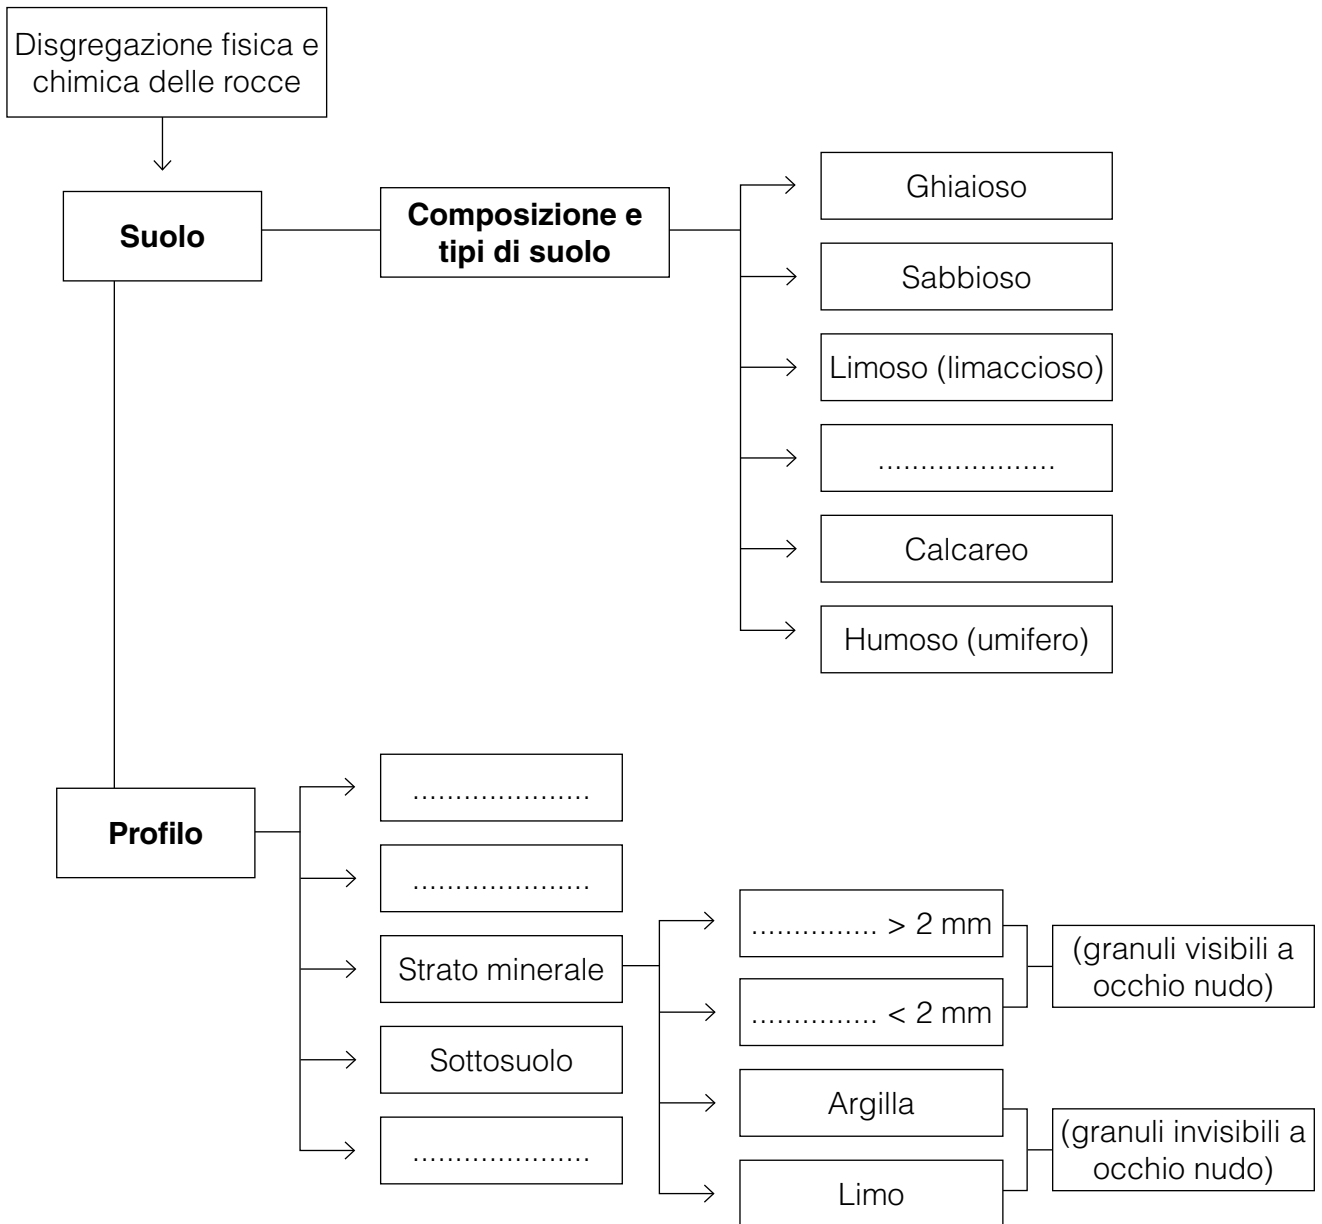 Disgregazione fisica e
chimica delle rocce
Suolo
Composizione e
tipi di suolo
Ghiaioso
Sabbioso
Limoso (limaccioso)
.....................
Calcareo
Humoso (umifero)
Profilo
.....................
.....................
Strato minerale
Sottosuolo
.....................
............... > 2 mm
............... < 2 mm
(granuli visibili a
occhio nudo)
Argilla
Limo
(granuli invisibili a
occhio nudo)